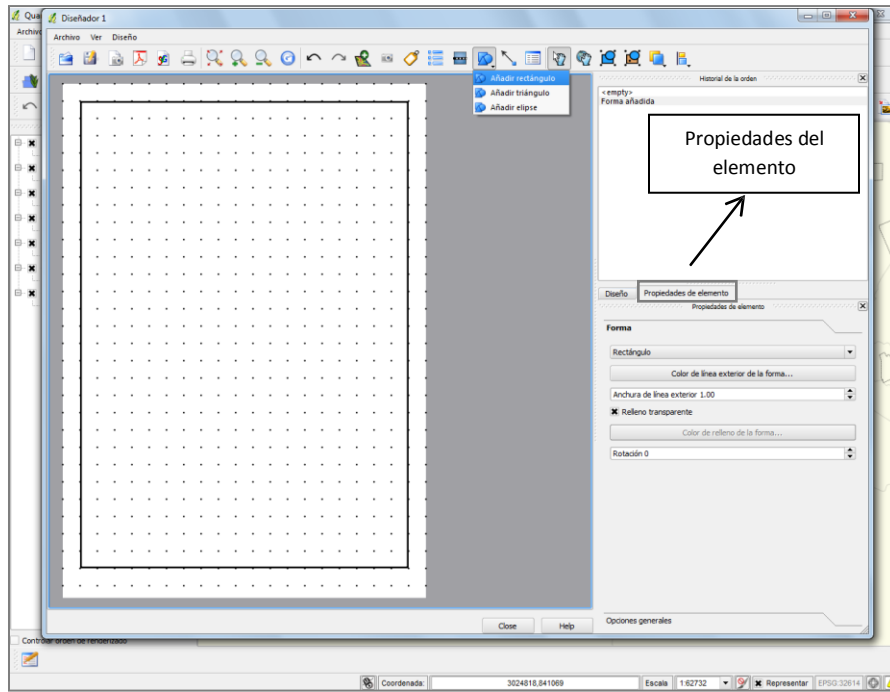 Qua
Diseñador 1
Archivo
Archivo Ver Diseño
Añadir rectángulo
Añadir triángulo
Añadir elipse
Historial de la orden
<empty>
Forma añadida
Propiedades del
elemento
Diseño Propiedades de elemento
Propiedades de elemento
Forma
Rectángulo
Color de línea exterior de la forma...
Anchura de línea exterior 1.00
Relleno transparente
Color de relleno de la forma...
Rotación 0
Opciones generales
Close Help
Controlar orden de renderizado
Coordenada: 3024818,841069 Escala 1:62732 Representar EPSG:32614